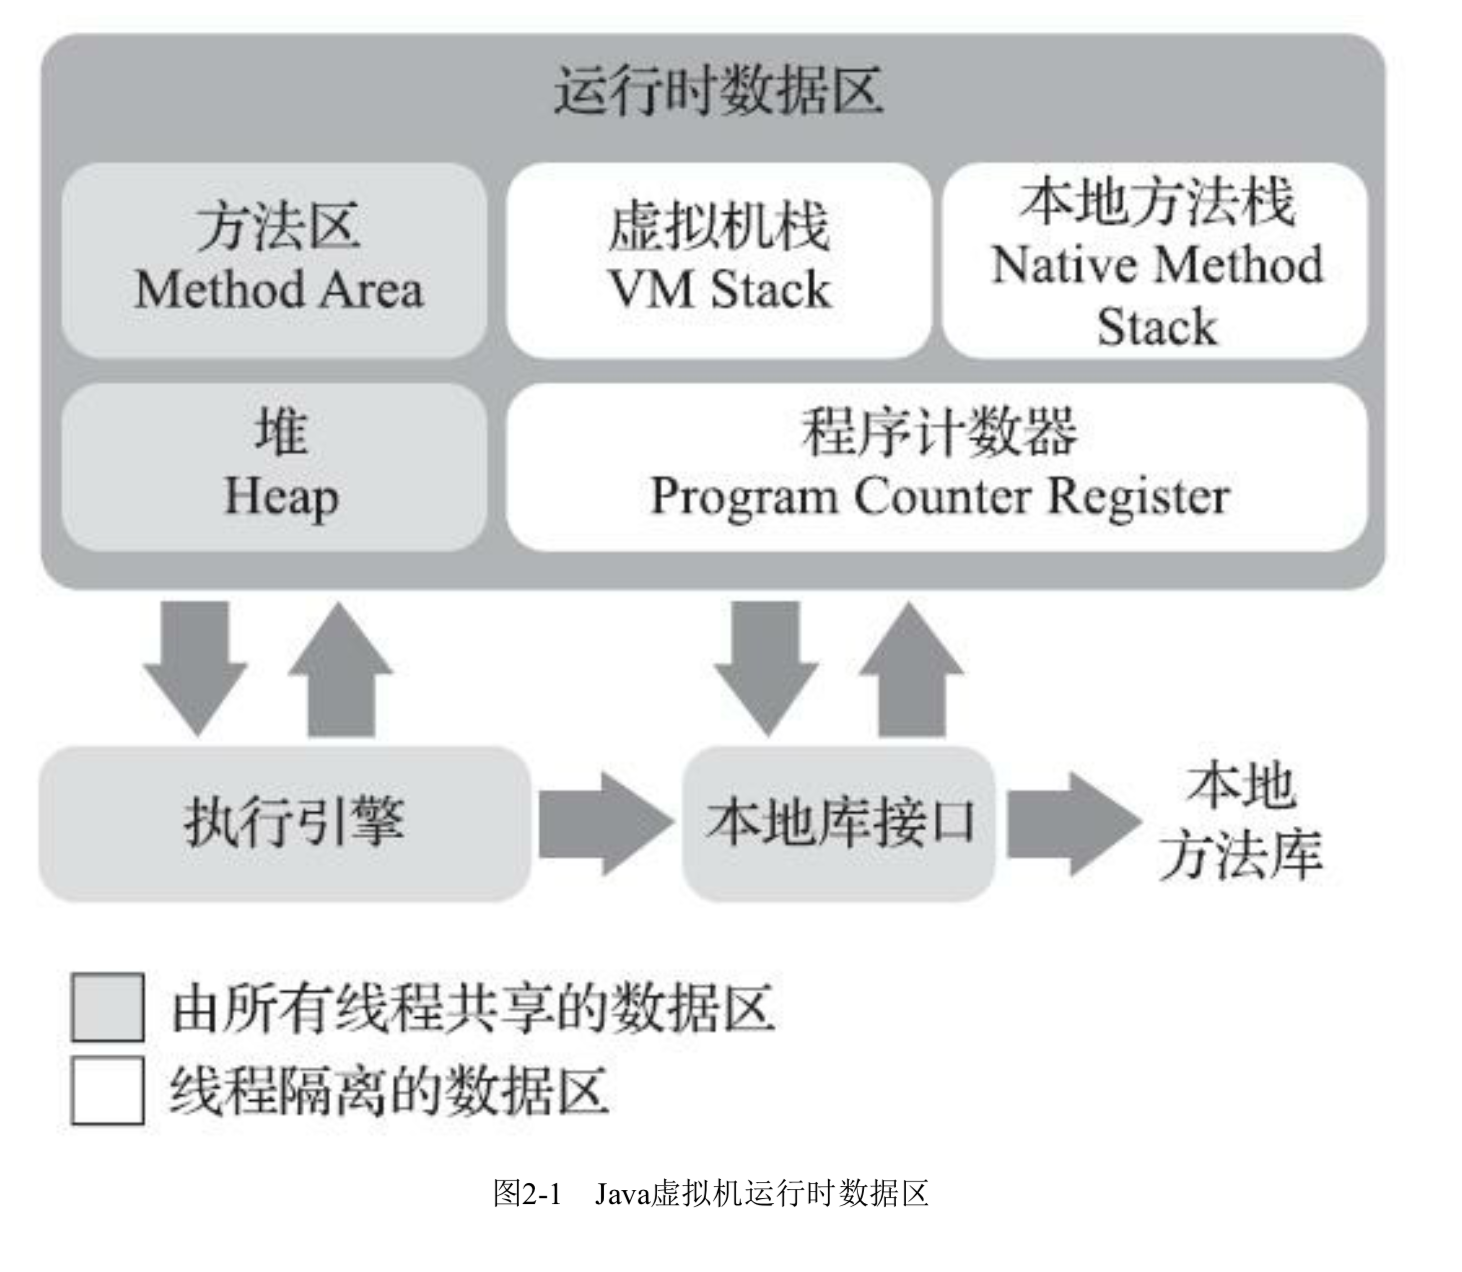 运行时数据区
方法区
Method Area
虚拟机栈
VM Stack
本地方法栈
Native Method
Stack
堆
Heap
程序计数器
Program Counter Register
执行引擎
本地库接口
本地
方法库
由所有线程共享的数据区
线程隔离的数据区
图2-1 Java虚拟机运行时数据区